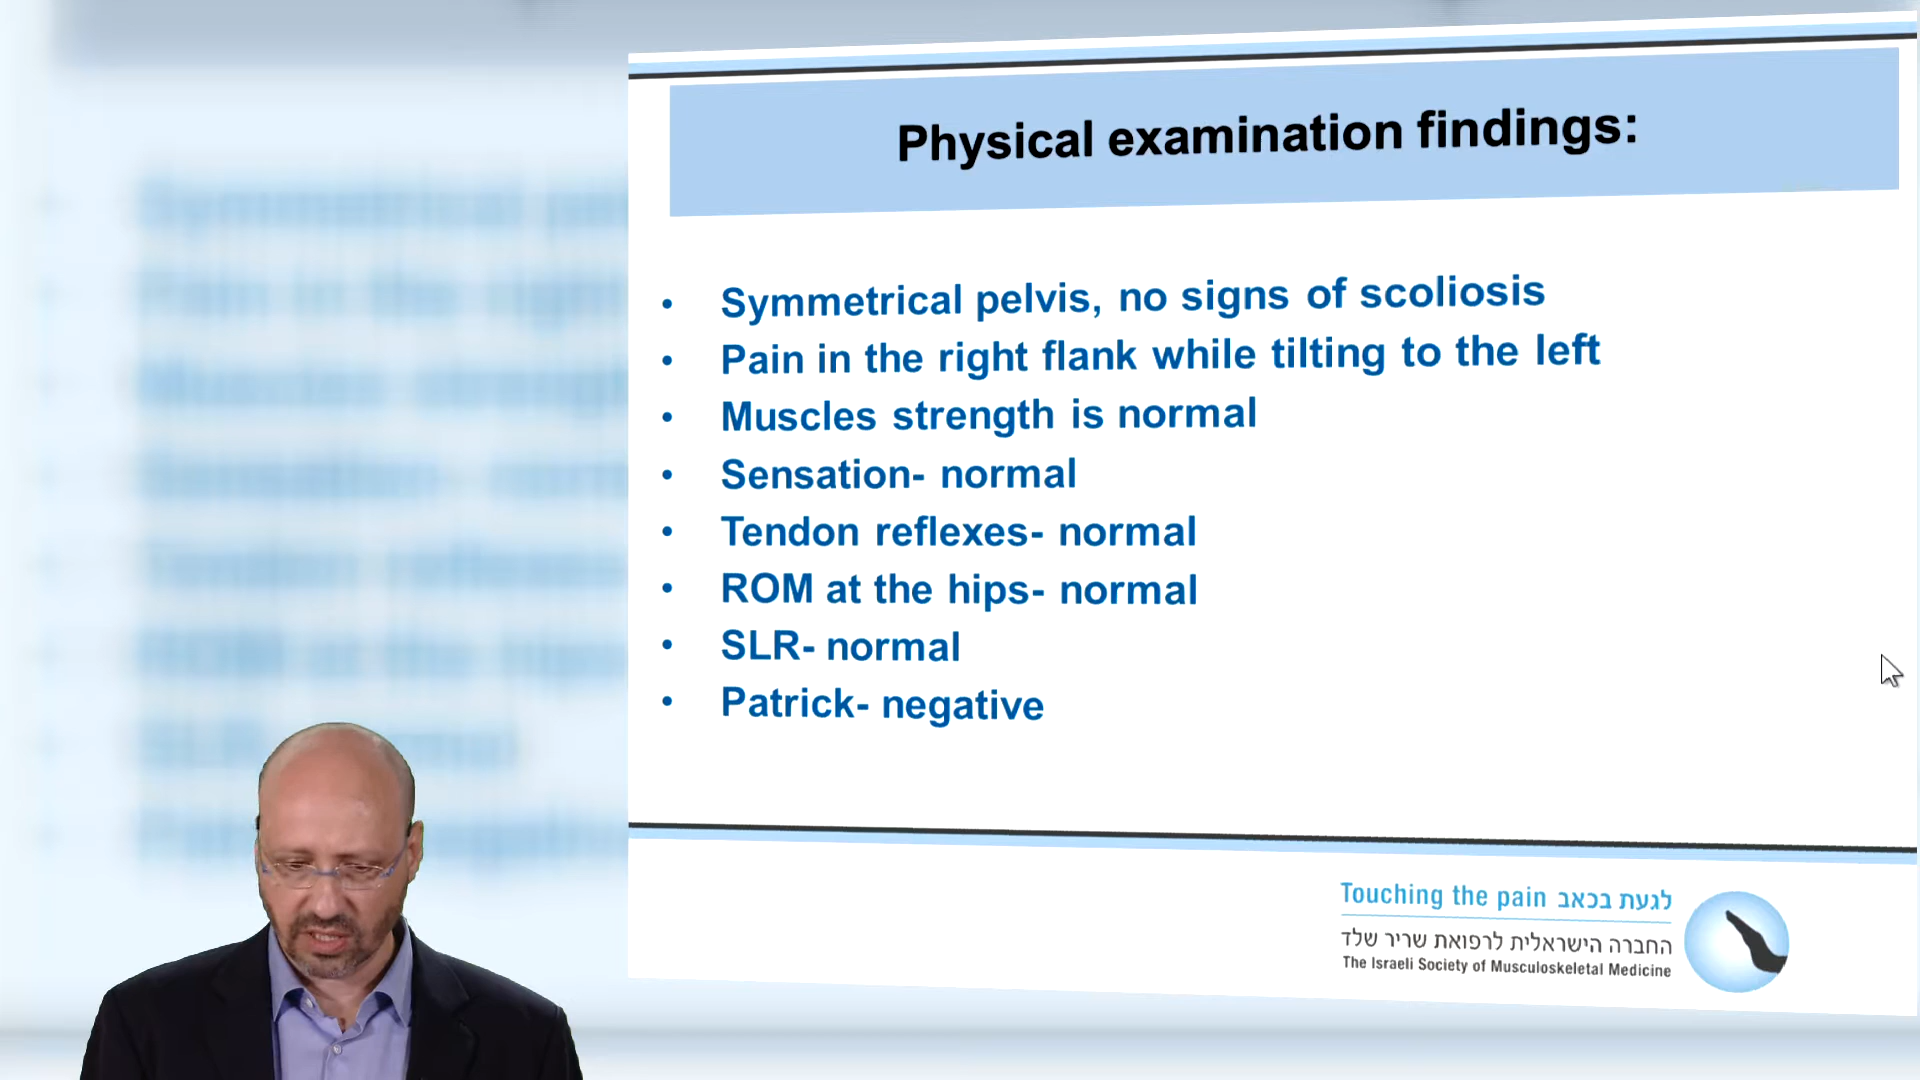 Physical examination findings:
• Symmetrical pelvis, no signs of scoliosis
• Pain in the right flank while tilting to the left
• Muscles strength is normal
• Sensation- normal
• Tendon reflexes- normal
• ROM at the hips- normal
• SLR- normal
• Patrick- negative
Touching the pain לגעת בכאב
החברה הישראלית לרפואת שריר שלד
The Israeli Society of Musculoskeletal Medicine